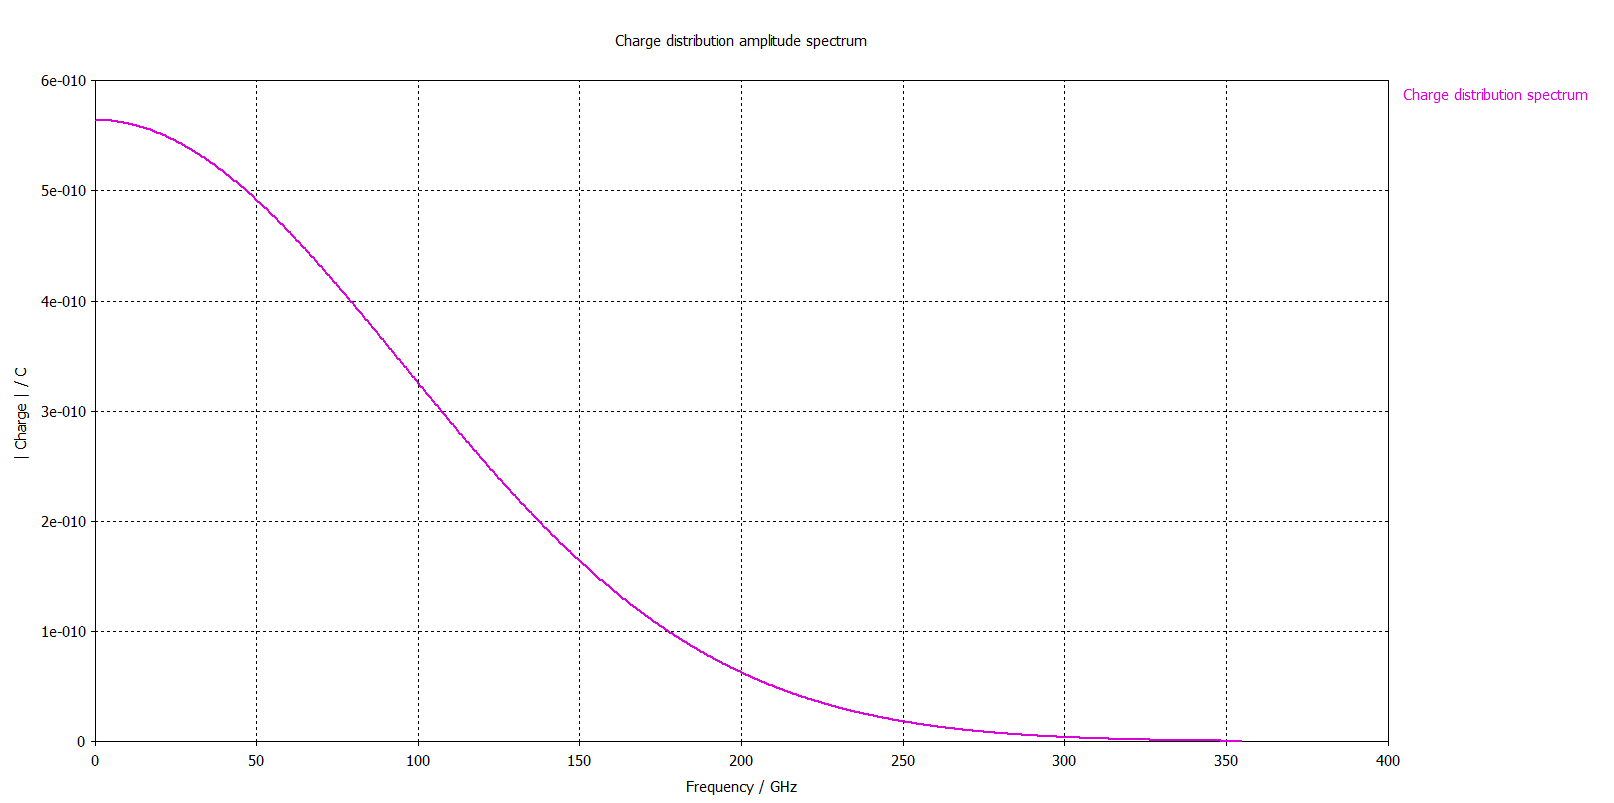 Charge distribution amplitude spectrum
6e-010
Charge distribution spectrum
5e-010
4e-010
| Charge | / C
3e-010
2e-010
1e-010
0
0 50 100 150 200 250 300 350 400
Frequency / GHz